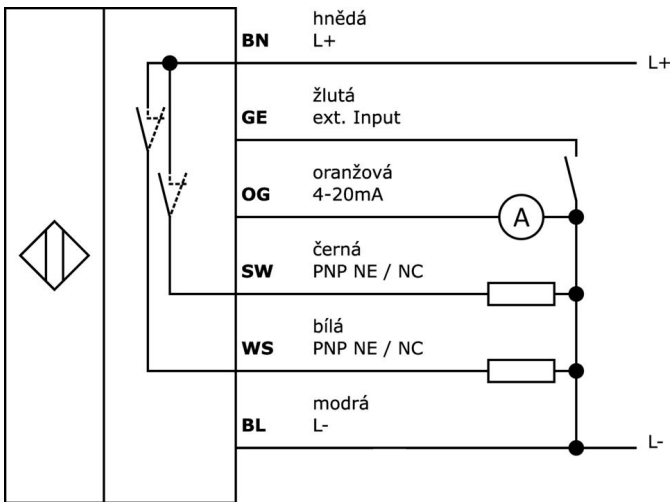 hnědá
BN L+
L+
žlutá
GE ext. Input
oranžová
OG 4-20mA
A
černá
SW PNP NE / NC
bílá
WS PNP NE / NC
modrá
BL L-
L-